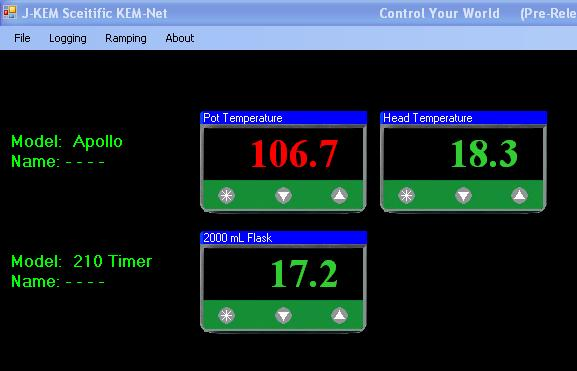 J-KEM Sceitific KEM-Net Control Your World (Pre-Rele
File Logging Ramping About
Pot Temperature Head Temperature
Model: Apollo 106.7 18.3
Name: - - - -
2000 mL Flask
Model: 210 Timer 17.2
Name: - - - -